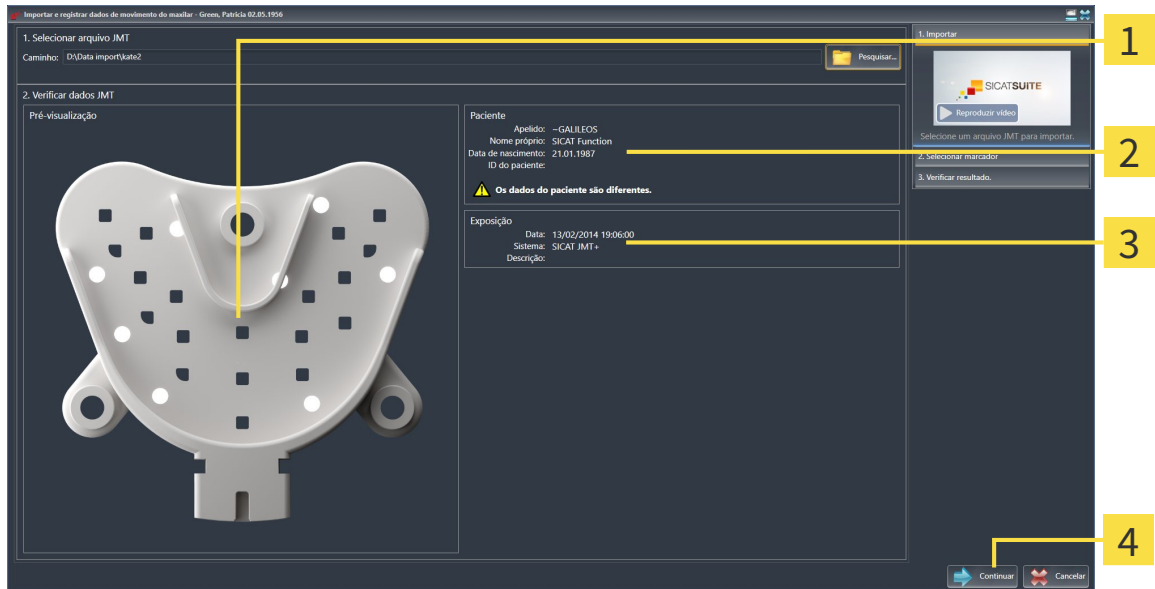 Importar e registrar dados de movimento do maxilar - Green, Patrícia 02.05.1956
1. Selecionar arquivo JMT
Caminho: D:\Data import\kate2
Pesquisar...
2. Verificar dados JMT
Pré-visualização
Paciente
Apelido: ~GALILEOS
Nome próprio: SICAT Function
Data de nascimento: 21.01.1987
ID do paciente:
Os dados do paciente são diferentes.
Exposição
Data: 13/02/2014 19:06:00
Sistema: SICAT JMT+
Descrição:
1. Importar
SICATSUITE
Reproduzir vídeo
Selecione um arquivo JMT para importar.
2. Selecionar marcador
3. Verificar resultado.
Continuar
Cancelar
1
2
3
4